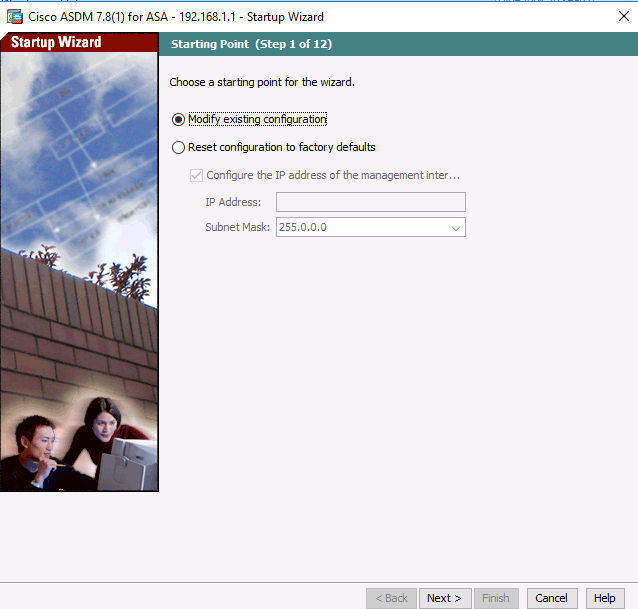 Cisco ASDM 7.8(1) for ASA - 192.168.1.1 - Startup Wizard
Startup Wizard
Starting Point (Step 1 of 12)
Choose a starting point for the wizard.
Modify existing configuration
Reset configuration to factory defaults
Configure the IP address of the management inter...
IP Address:
Subnet Mask: 255.0.0.0
< Back Next > Finish Cancel Help